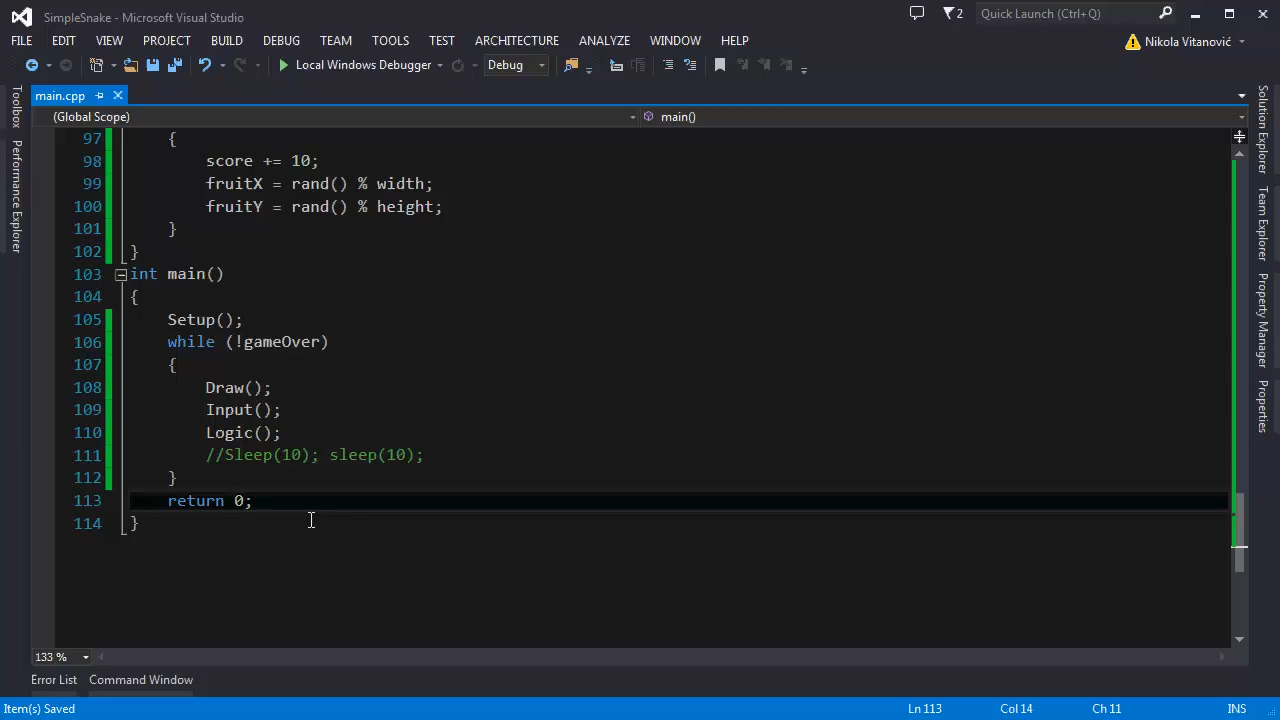 SimpleSnake - Microsoft Visual Studio
2
Quick Launch (Ctrl+Q)
FILE EDIT VIEW PROJECT BUILD DEBUG TEAM TOOLS TEST ARCHITECTURE ANALYZE WINDOW HELP
Nikola Vitanović
Local Windows Debugger
Debug
main.cpp
(Global Scope)
main()
Toolbox
Performance Explorer
97 {
98 score += 10;
99 fruitX = rand() % width;
100 fruitY = rand() % height;
101 }
102 }
103 int main()
104 {
105 Setup();
106 while (!gameOver)
107 {
108 Draw();
109 Input();
110 Logic();
111 //Sleep(10); sleep(10);
112 }
113 return 0;
114 }
Solution Explorer
Team Explorer
Property Manager
Properties
133 %
Error List
Command Window
Item(s) Saved
Ln 113
Col 14
Ch 11
INS